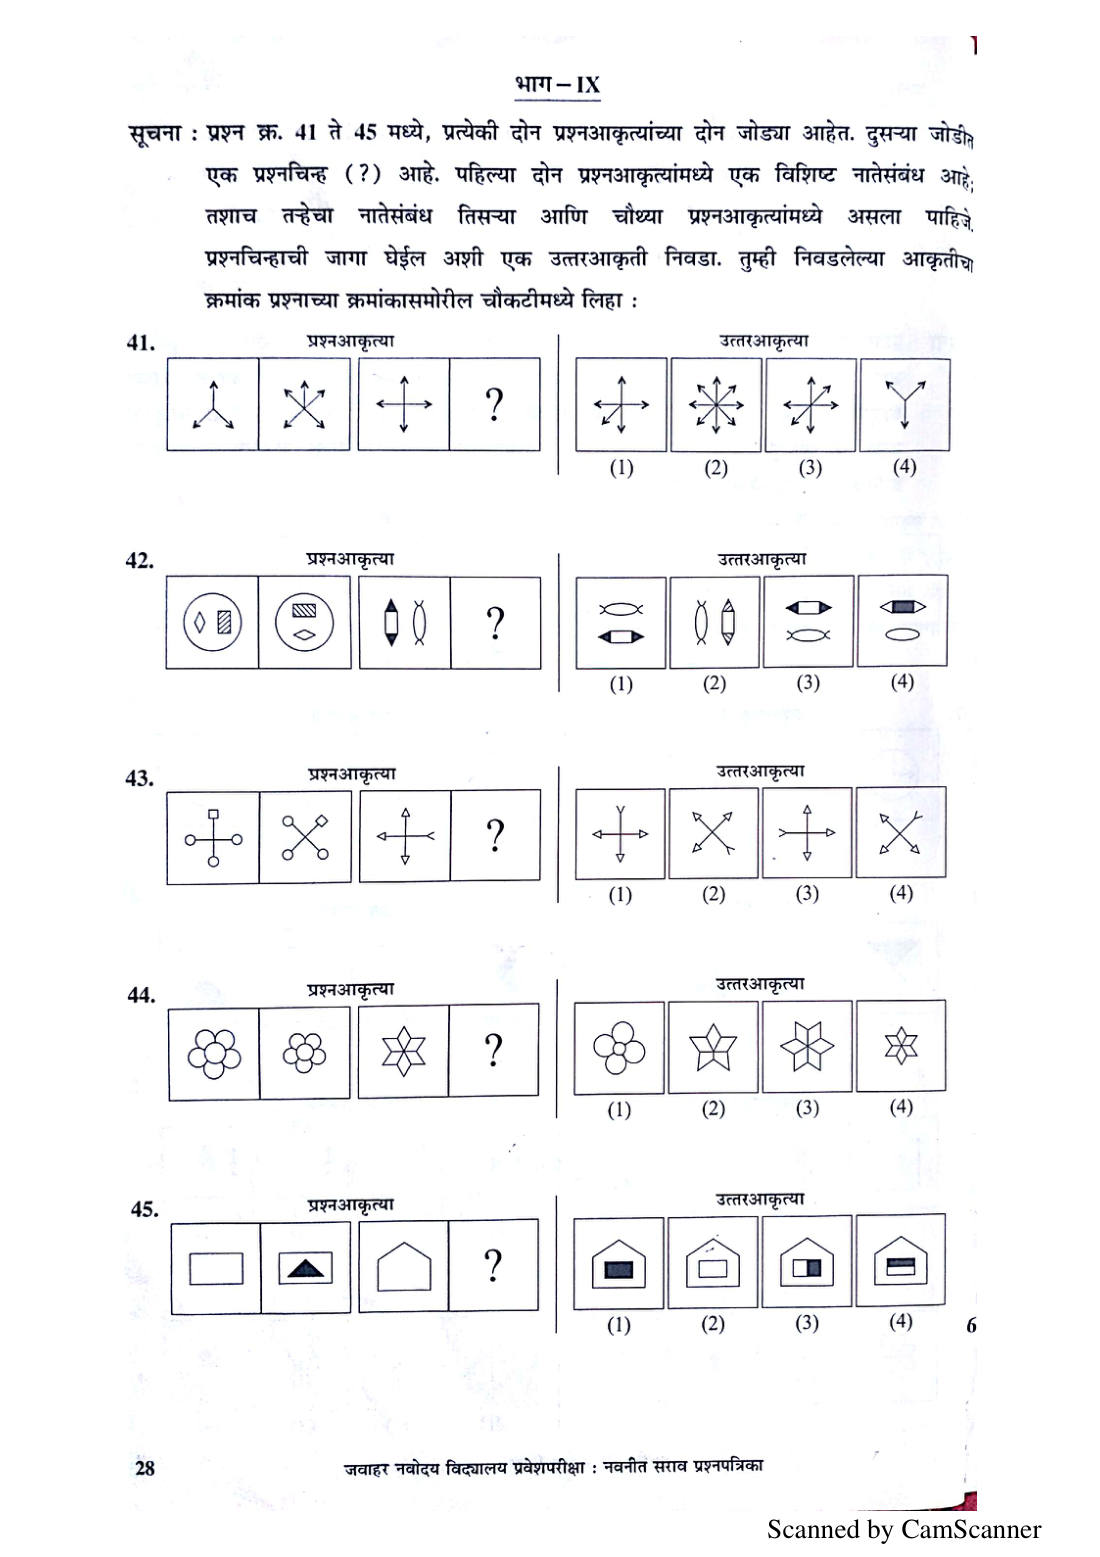 भाग – IX
सूचना : प्रश्न क्र. 41 ते 45 मध्ये, प्रत्येकी दोन प्रश्नआकृत्यांच्या दोन जोड्या आहेत. दुसऱ्या जोडीत
एक प्रश्नचिन्ह (?) आहे. पहिल्या दोन प्रश्नआकृत्यांमध्ये एक विशिष्ट नातेसंबंध आहे;
तशाच तऱ्हेचा नातेसंबंध तिसऱ्या आणि चौथ्या प्रश्नआकृत्यांमध्ये असला पाहिजे.
प्रश्नचिन्हाची जागा घेईल अशी एक उत्तरआकृती निवडा. तुम्ही निवडलेल्या आकृतीचा
क्रमांक प्रश्नाच्या क्रमांकासमोरील चौकटीमध्ये लिहा :
41. प्रश्नआकृत्या उत्तरआकृत्या
?
(1) (2) (3) (4)
42. प्रश्नआकृत्या उत्तरआकृत्या
?
(1) (2) (3) (4)
43. प्रश्नआकृत्या उत्तरआकृत्या
?
(1) (2) (3) (4)
44. प्रश्नआकृत्या उत्तरआकृत्या
?
(1) (2) (3) (4)
45. प्रश्नआकृत्या उत्तरआकृत्या
?
(1) (2) (3) (4)
6
28 जवाहर नवोदय विद्यालय प्रवेशपरीक्षा : नवनीत सराव प्रश्नपत्रिका
Scanned by CamScanner